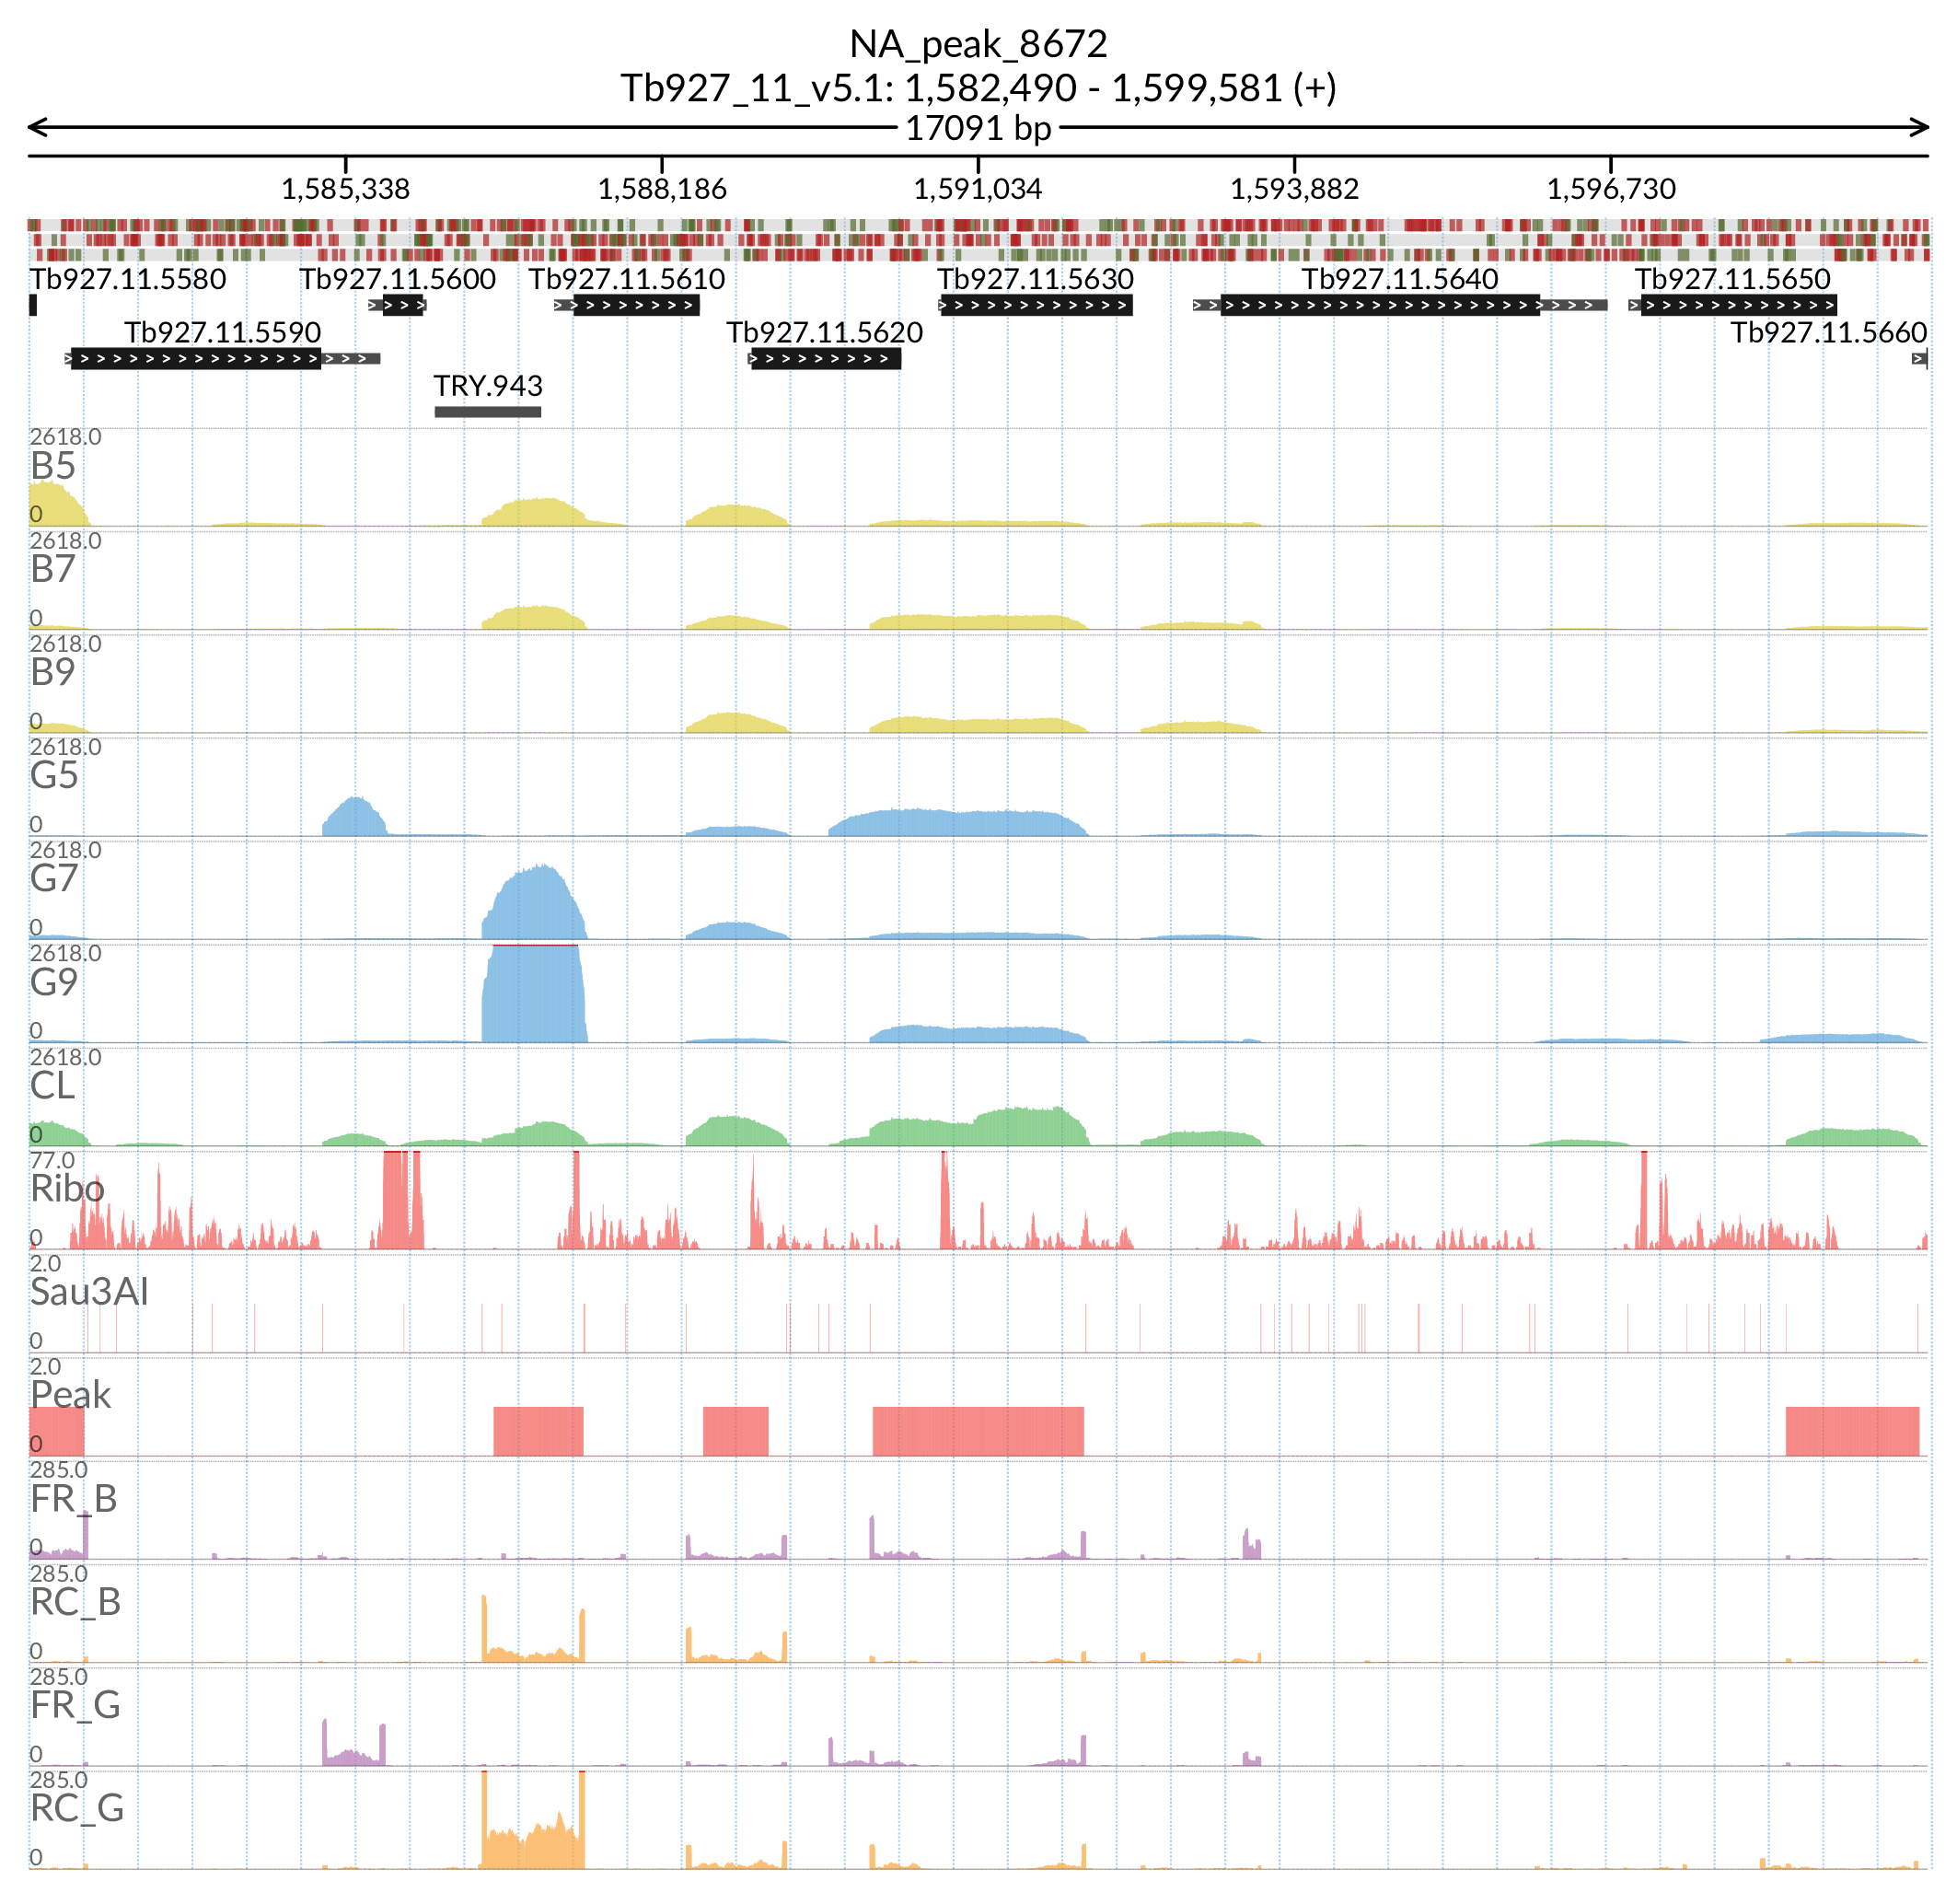 NA_peak_8672
Tb927_11_v5.1: 1,582,490 - 1,599,581 (+)
17091 bp
1,585,338 1,588,186 1,591,034 1,593,882 1,596,730
Tb927.11.5580 Tb927.11.5600 Tb927.11.5610 Tb927.11.5630 Tb927.11.5640 Tb927.11.5650
Tb927.11.5590 Tb927.11.5620 Tb927.11.5660
TRY.943
2618.0
B5
0
2618.0
B7
0
2618.0
B9
0
2618.0
G5
0
2618.0
G7
0
2618.0
G9
0
2618.0
CL
0
77.0
Ribo
0
2.0
Sau3AI
0
2.0
Peak
0
285.0
FR_B
0
285.0
RC_B
0
285.0
FR_G
0
285.0
RC_G
0